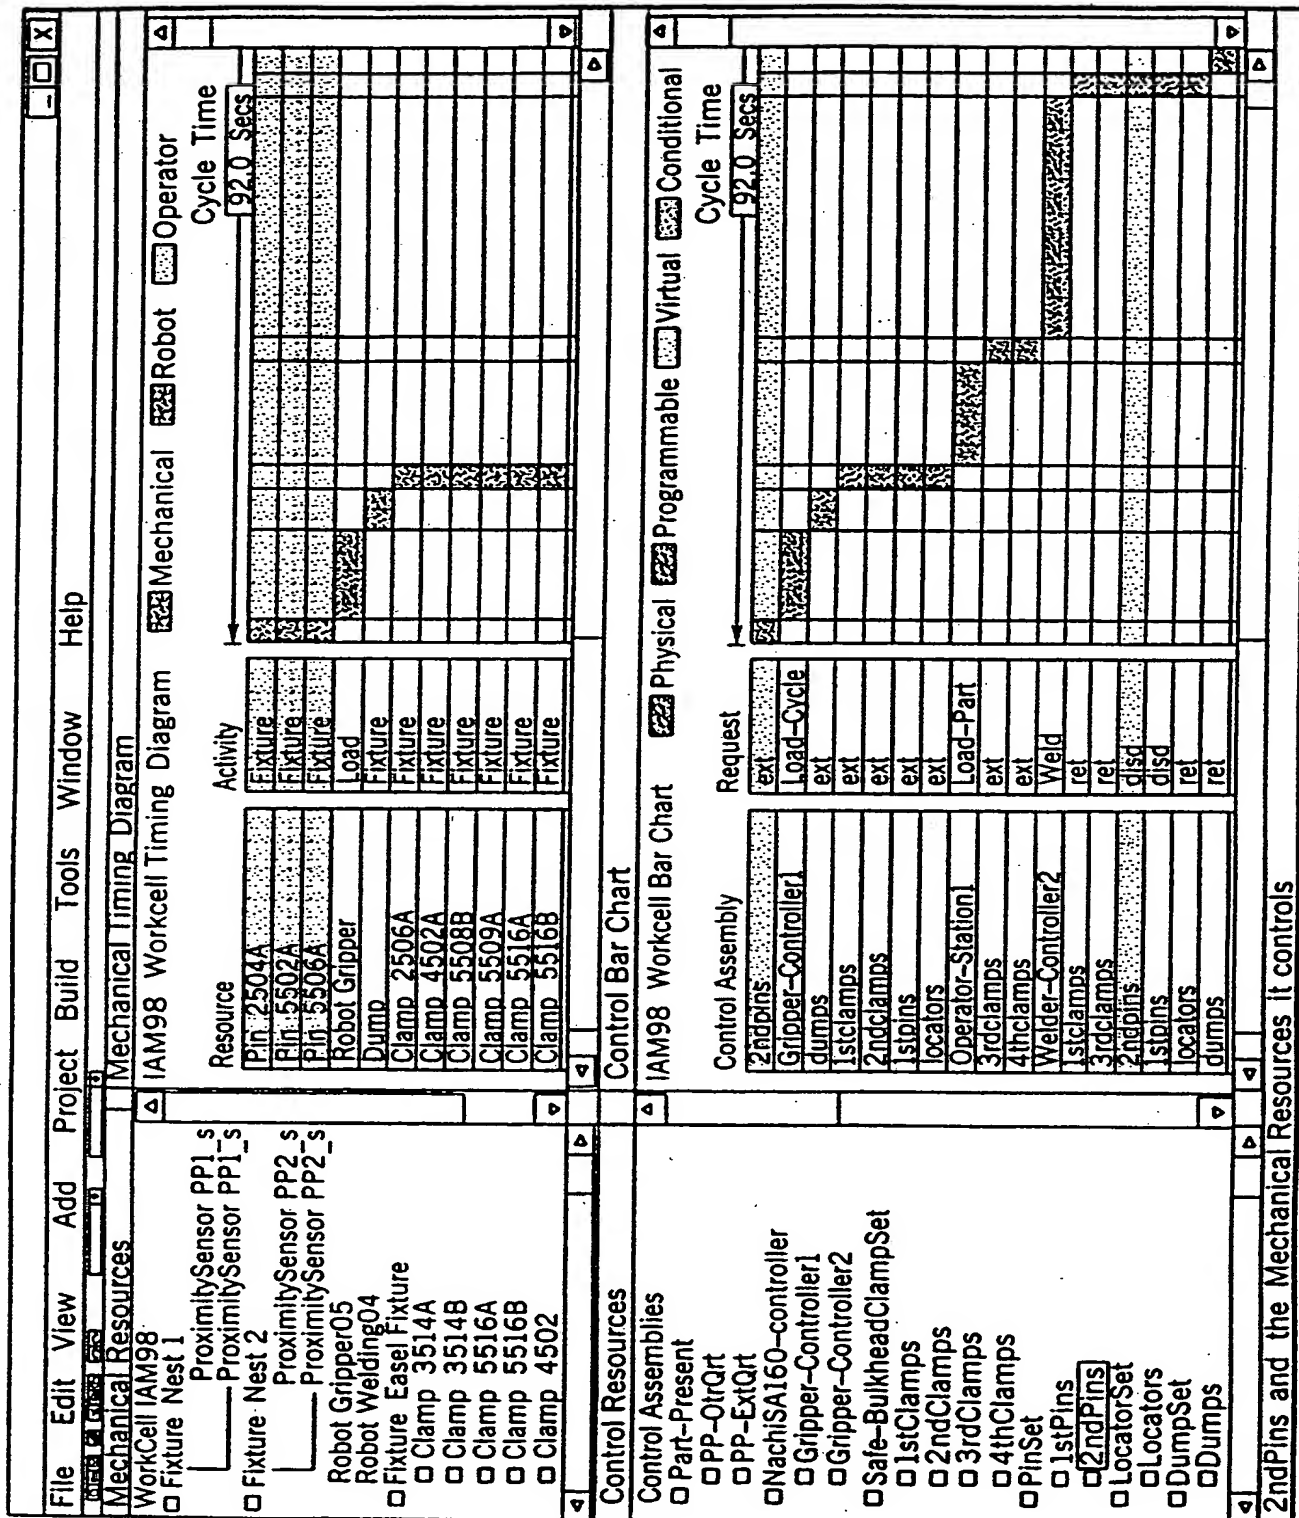 File Edit View Add Project Build Tools Window Help
Mechanical Resources
WorkCell IAM98
Fixture Nest 1
ProximitySensor PP1_s
ProximitySensor PP1_s
Fixture Nest 2
ProximitySensor PP2_s
ProximitySensor PP2_s
Robot Gripper05
Robot Welding04
Fixture Easel Fixture
Clamp 3514A
Clamp 3514B
Clamp 5516A
Clamp 5516B
Clamp 4502
Mechanical Timing Diagram
IAM98 Workcell Timing Diagram Mechanical Robot Operator
Resource Activity Cycle Time
92.0 Secs
Pin 2504A Fixture
Pin 5502A Fixture
Pin 5506A Fixture
Robot Gripper Load
Dump Fixture
Clamp 2506A Fixture
Clamp 4502A Fixture
Clamp 5508B Fixture
Clamp 5509A Fixture
Clamp 5516A Fixture
Clamp 5516B Fixture
Control Resources
Control Assemblies
Part-Present
PP-OtrQrt
PP-ExtQrt
NachiSA160-controller
Gripper-Controller1
Gripper-Controller2
Safe-BulkheadClampSet
1stClamps
2ndClamps
3rdClamps
4thClamps
PinSet
1stPins
2ndPins
LocatorSet
Locators
DumpSet
Dumps
Control Bar Chart
IAM98 Workcell Bar Chart Physical Programmable Virtual Conditional
Control Assembly Request Cycle Time
92.0 Secs
2ndpins ext
Gripper-Controller1 Load-Cycle
dumps ext
1stclamps ext
2ndclamps ext
1stpins ext
locators ext
Operator-Station1 Load-Part
3rdclamps ext
4thclamps ext
Welder-Controller2 Weld
1stclamps ret
3rdclamps ret
2ndpins disd
1stpins disd
locators ret
dumps ret
2ndPins and the Mechanical Resources it controls